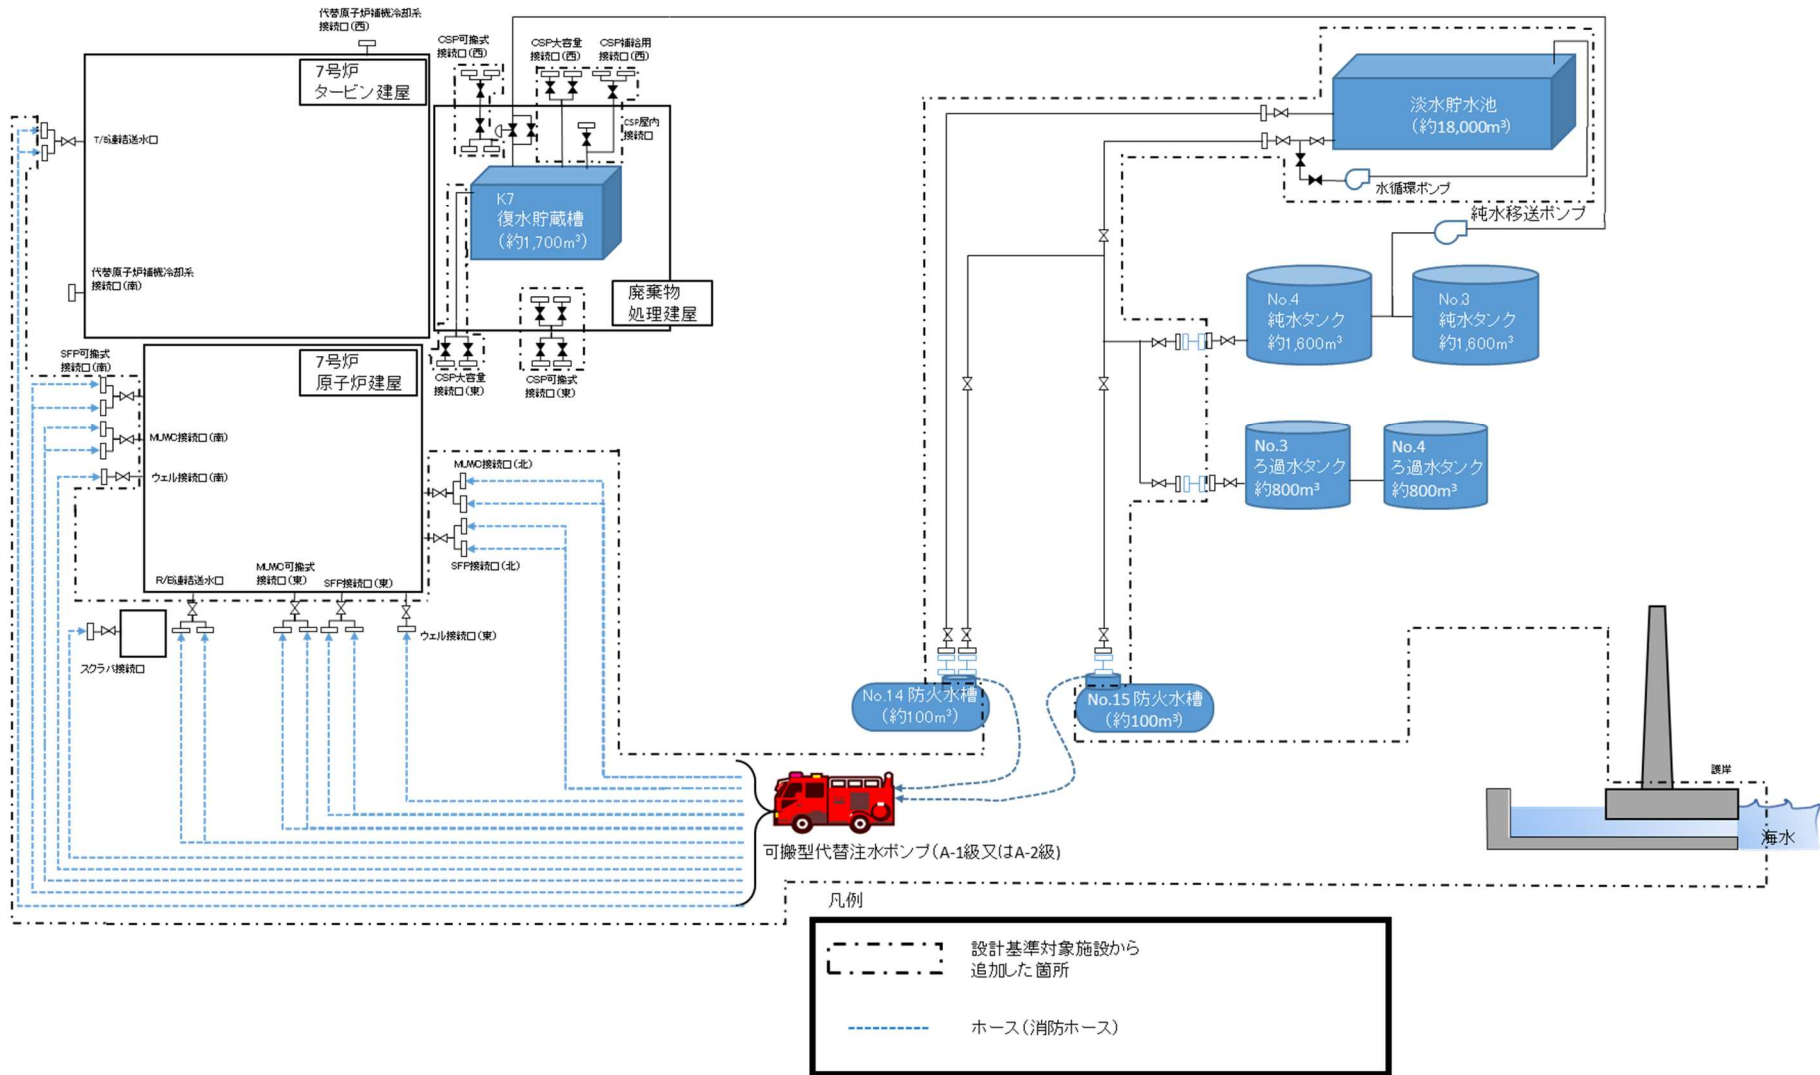 代替原子炉補機冷却系
接続口(西)
7号炉
タービン建屋
T/B連結送水口
代替原子炉補機冷却系
接続口(南)
CSP可搬式
接続口(西)
CSP大容量
接続口(西)
CSP補給用
接続口(西)
CSP屋内
接続口
K7
復水貯蔵槽
(約1,700m³)
廃棄物
処理建屋
CSP大容量
接続口(東)
CSP可搬式
接続口(東)
淡水貯水池
(約18,000m³)
水循環ポンプ
純水移送ポンプ
No.4
純水タンク
約1,600m³
No.3
純水タンク
約1,600m³
No.3
ろ過水タンク
約800m³
No.4
ろ過水タンク
約800m³
SFP可搬式
接続口(南)
7号炉
原子炉建屋
MUWC接続口(南)
ウェル接続口(南)
MUWC接続口(北)
SFP接続口(北)
R/B連結送水口
MUWC可搬式
接続口(東)
SFP接続口(東)
ウェル接続口(東)
スクラバ接続口
No.14 防火水槽
(約100m³)
No.15 防火水槽
(約100m³)
護岸
海水
可搬型代替注水ポンプ(A-1級又はA-2級)
凡例
設計基準対象施設から
追加した箇所
ホース(消防ホース)